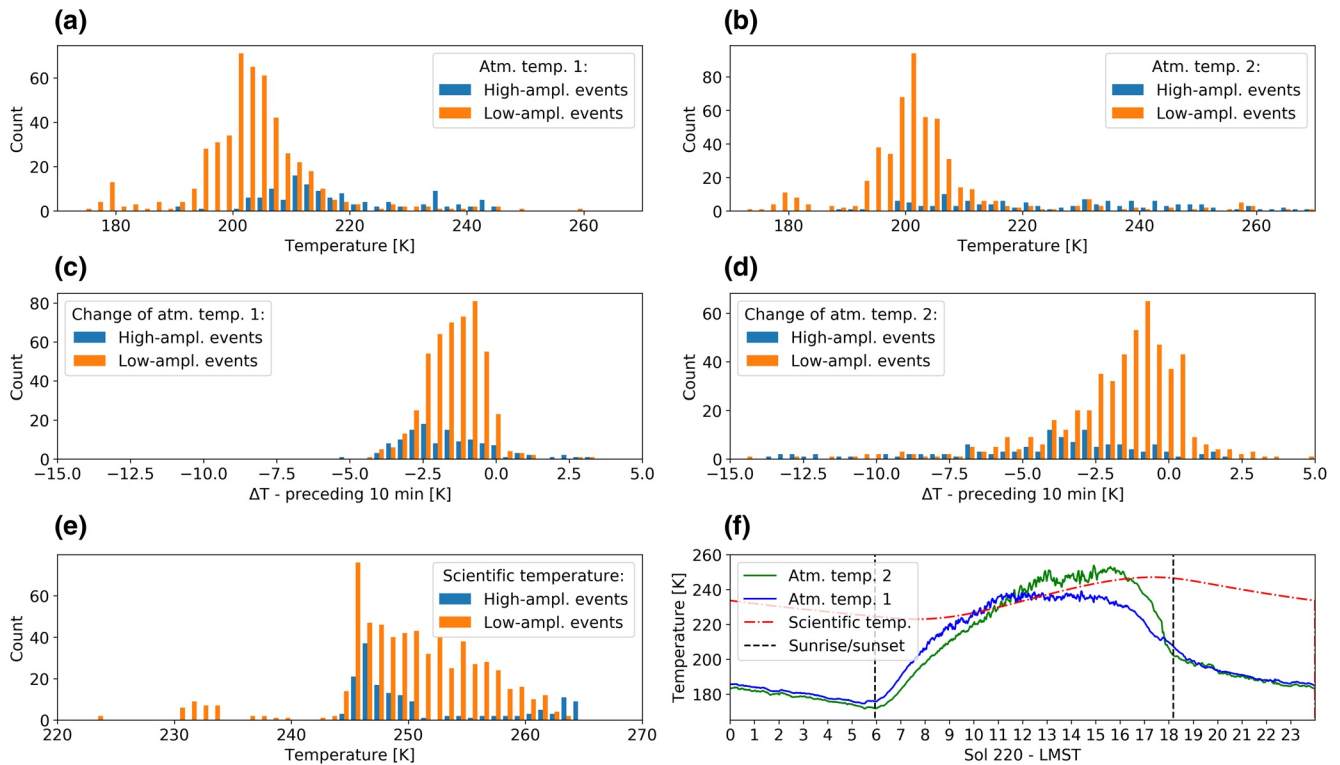 (a)
60
40
20
0
Count
180
200
220
240
260
Temperature [K]
Atm. temp. 1:
High-ampl. events
Low-ampl. events
(b)
80
60
40
20
0
Count
180
200
220
240
260
Temperature [K]
Atm. temp. 2:
High-ampl. events
Low-ampl. events
(c)
80
60
40
20
0
Count
−15.0
−12.5
−10.0
−7.5
−5.0
−2.5
0.0
2.5
5.0
ΔT - preceding 10 min [K]
Change of atm. temp. 1:
High-ampl. events
Low-ampl. events
(d)
60
40
20
0
Count
−15.0
−12.5
−10.0
−7.5
−5.0
−2.5
0.0
2.5
5.0
ΔT - preceding 10 min [K]
Change of atm. temp. 2:
High-ampl. events
Low-ampl. events
(e)
60
40
20
0
Count
220
230
240
250
260
270
Temperature [K]
Scientific temperature:
High-ampl. events
Low-ampl. events
(f)
260
240
220
200
180
Temperature [K]
0 1 2 3 4 5 6 7 8 9 10 11 12 13 14 15 16 17 18 19 20 21 22 23
Sol 220 - LMST
Atm. temp. 2
Atm. temp. 1
Scientific temp.
Sunrise/sunset